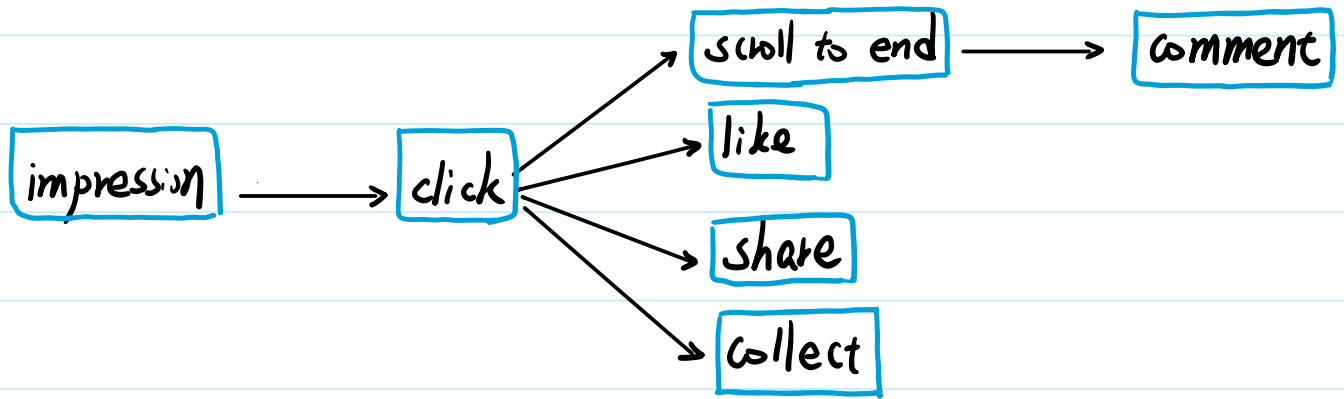 impression
click
scroll to end
comment
like
share
collect